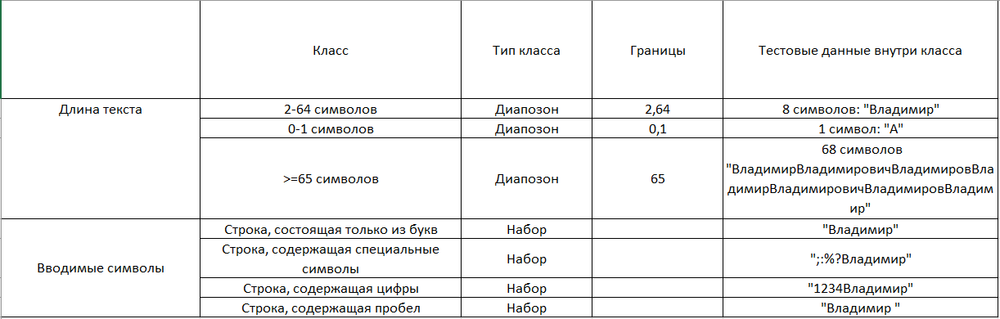 Класс
Тип класса
Границы
Тестовые данные внутри класса
Длина текста
2-64 символов
Диапозон
2,64
8 символов: "Владимир"
0-1 символов
Диапозон
0,1
1 символ: "А"
>=65 символов
Диапозон
65
68 символов
"ВладимирВладимировичВладимировВла
димирВладимировичВладимировВладим
ир"
Вводимые символы
Строка, состоящая только из букв
Набор
"Владимир"
Строка, содержащая специальные
символы
Набор
";:%?Владимир"
Строка, содержащая цифры
Набор
"1234Владимир"
Строка, содержащая пробел
Набор
"Владимир "